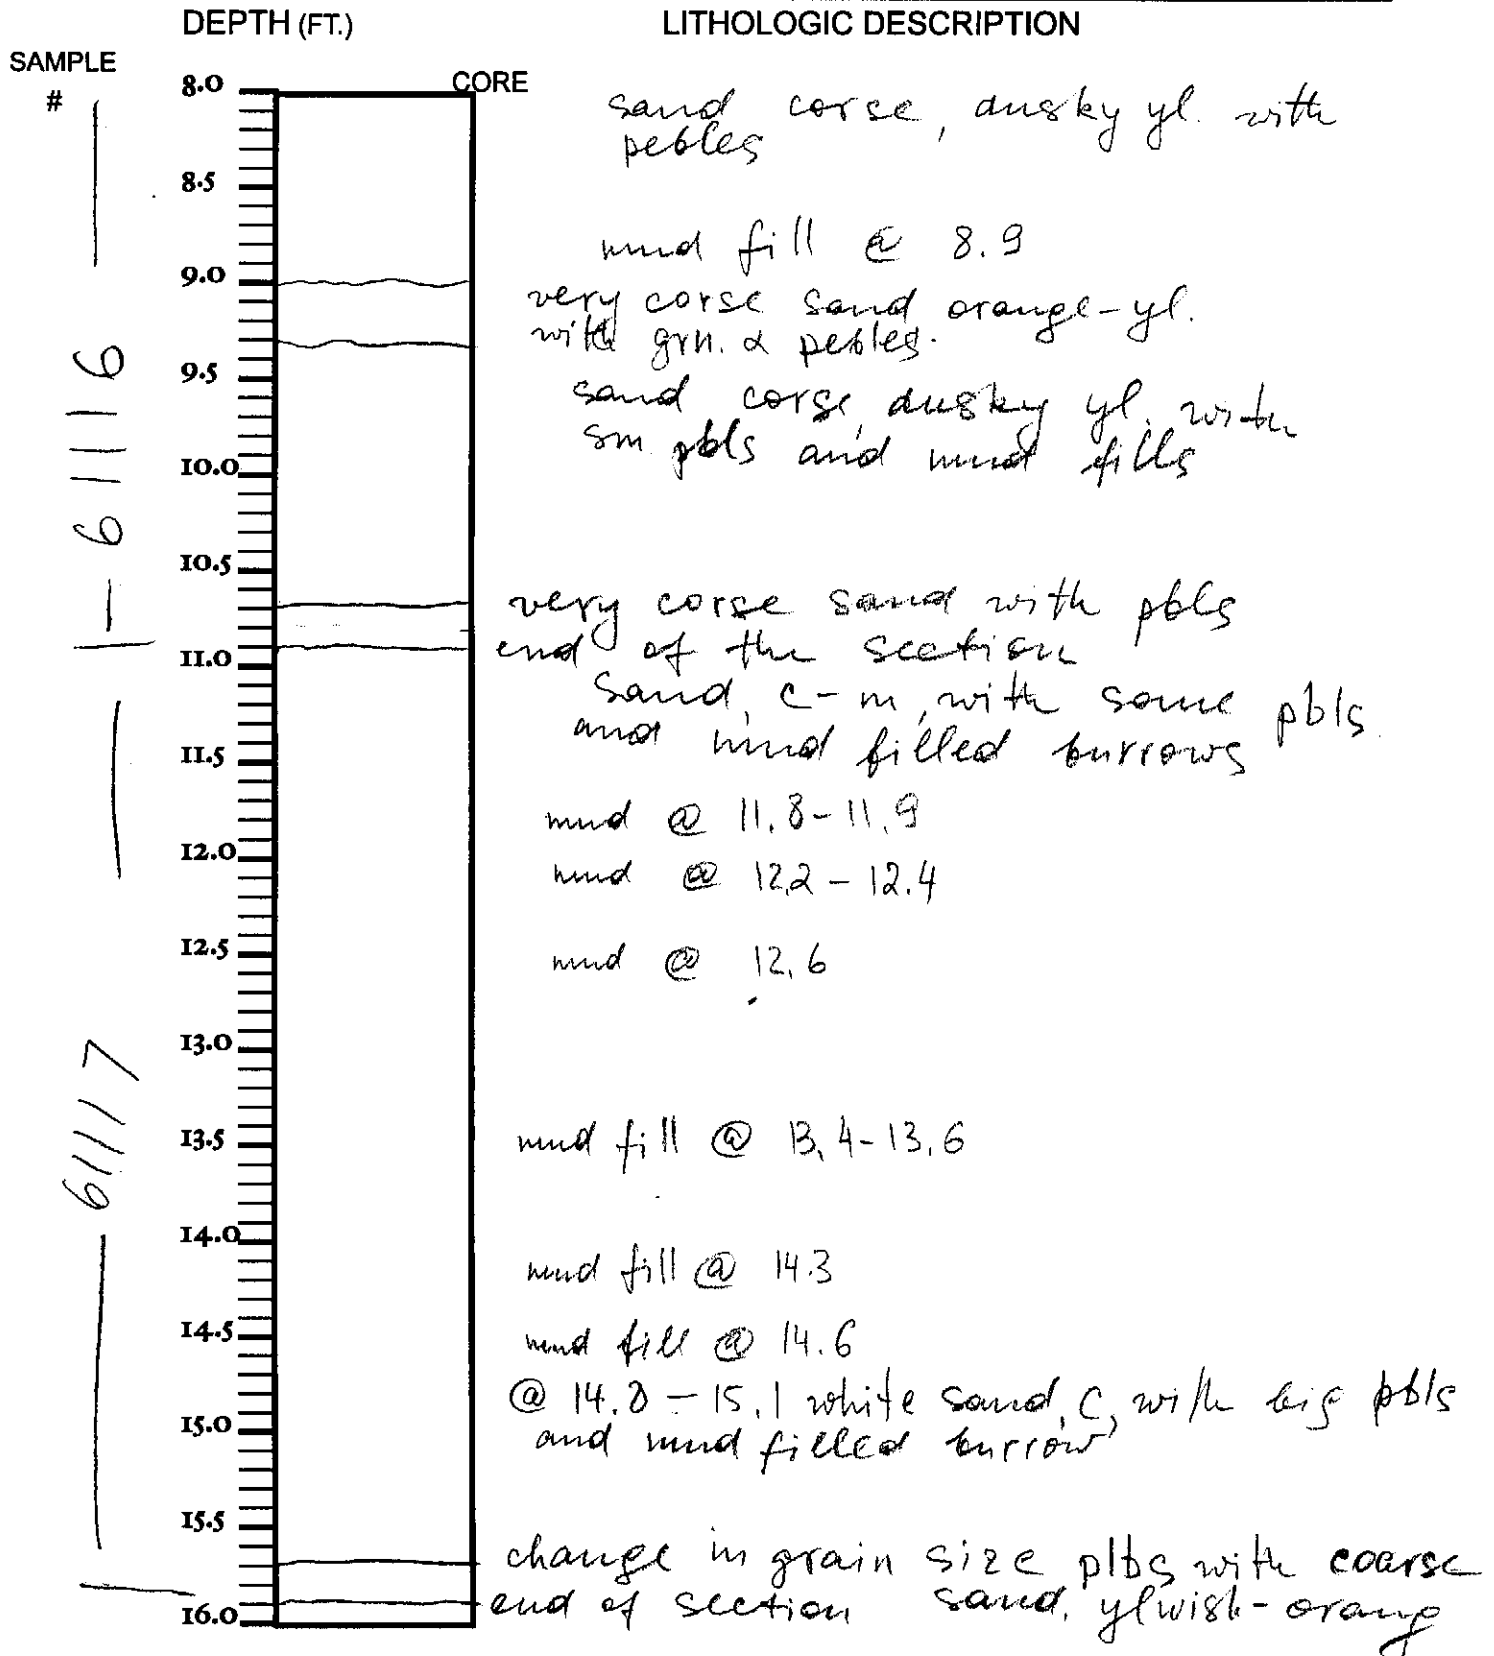 DEPTH (FT.)
LITHOLOGIC DESCRIPTION
SAMPLE
#
CORE
8.0
sand corse, dusky yl. with
pebles
8.5
mud fill @ 8.9
9.0
very corse sand orange-yl.
with grn. & pebles.
9.5
sand corse, dusky yl. with
sm pbls and mud fills
10.0
61116
10.5
very corse sand with pbls
end of the section
11.0
sand, c-m, with some pbls
and mud filled burrows
11.5
mud @ 11.8-11.9
12.0
mud @ 12.2-12.4
12.5
mud @ 12.6
13.0
61117
13.5
mud fill @ 13.4-13.6
14.0
mud fill @ 14.3
14.5
mud fill @ 14.6
@ 14.8-15.1 white sand, c, with big pbls
15.0
and mud filled burrow
15.5
change in grain size plbs with coarse
end of section sand, ylwish-orang
16.0